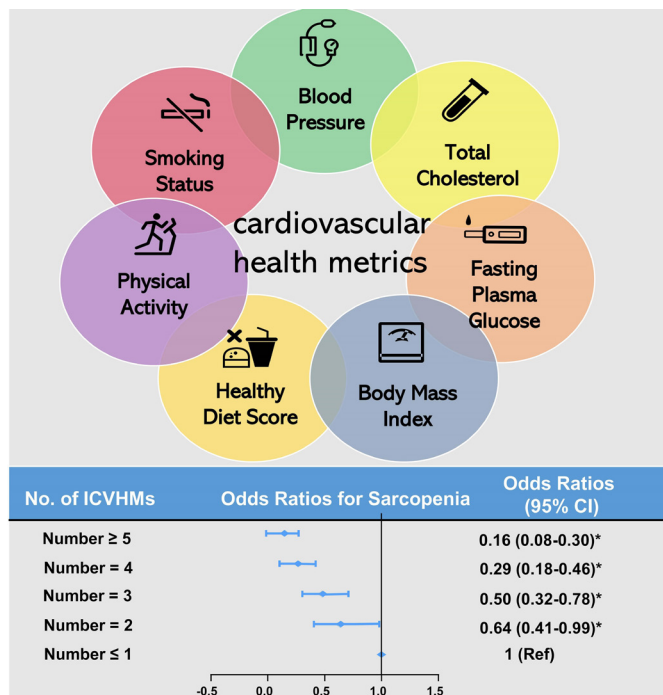 Blood
Pressure
Smoking
Status
Total
Cholesterol
cardiovascular
health metrics
Physical
Activity
Fasting
Plasma
Glucose
Healthy
Diet Score
Body Mass
Index
No. of ICVHMs
Odds Ratios for Sarcopenia
Odds Ratios
(95% CI)
Number ≥ 5
0.16 (0.08-0.30)*
Number = 4
0.29 (0.18-0.46)*
Number = 3
0.50 (0.32-0.78)*
Number = 2
0.64 (0.41-0.99)*
Number ≤ 1
1 (Ref)
-0.5 0.0 0.5 1.0 1.5